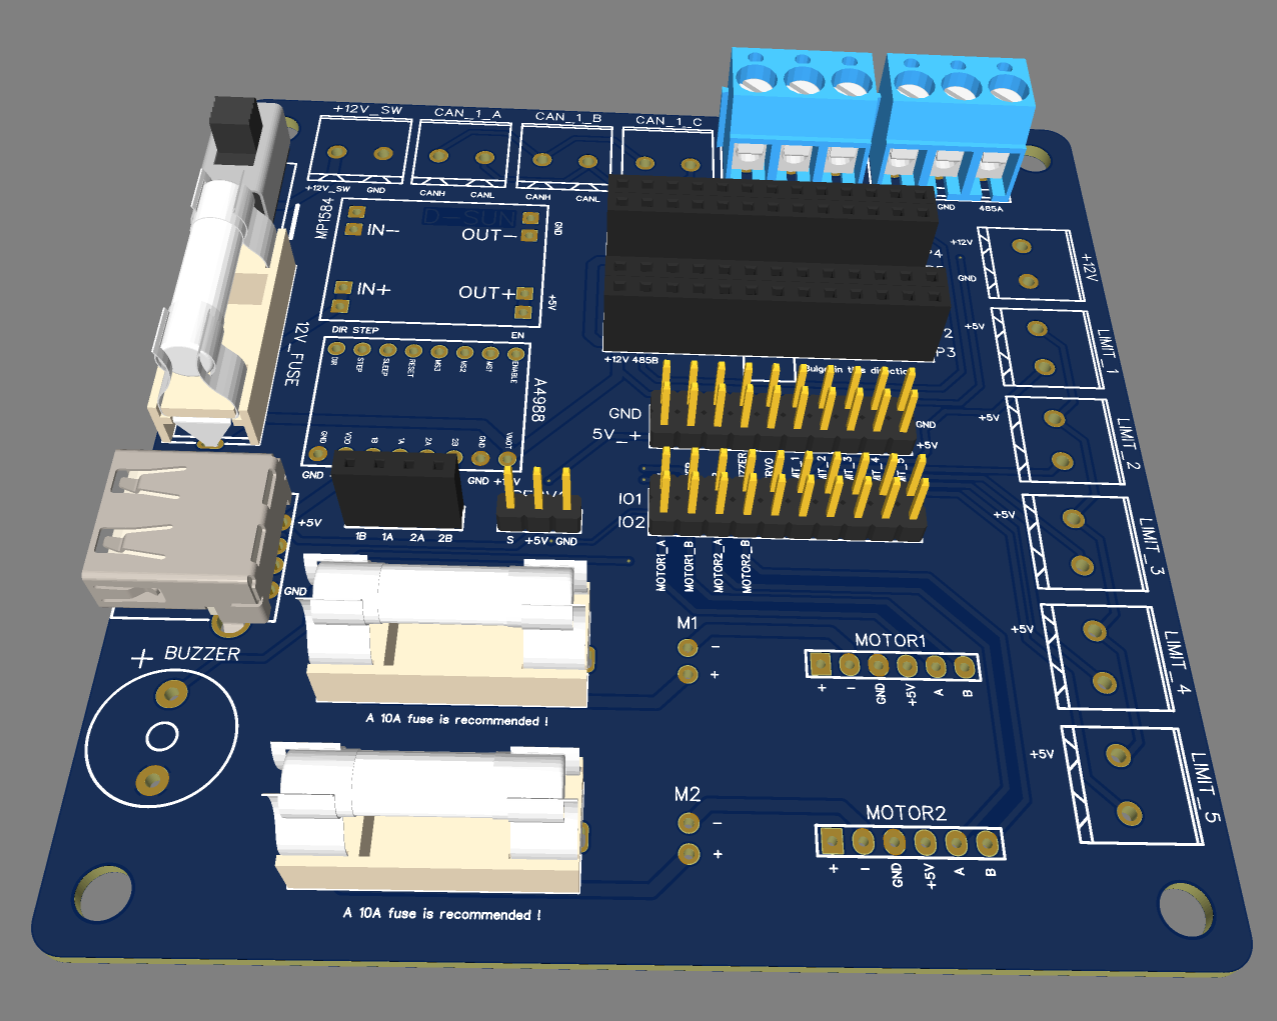 +12V_SW
CAN_1_A
CAN_1_B
CAN_1_C
+12V_SW GND
CANH CANL
CANH CANL
GND 485A
MP1584
D-SUN
IN-
OUT-
GND
IN+
OUT+
+5V
+12V
GND
+12V
12V_FUSE
DIR STEP
EN
DIR
STEP
SLEEP
RESET
MS3
MS2
MS1
ENABLE
A4988
GND
VDD
1B
1A
2A
2B
GND
VMOT
GND
GND
+12V 485B
P3
+5V
LIMIT_1
GND
5V_+
GND
+5V
+5V
LIMIT_2
IO1
IO2
1B 1A 2A 2B
S +5V GND
MOTOR1_A
MOTOR1_B
MOTOR2_A
MOTOR2_B
+5V
LIMIT_3
+5V
GND
+ BUZZER
M1
-
+
MOTOR1
+ - GND +5V A B
+5V
LIMIT_4
A 10A fuse is recommended !
M2
-
+
MOTOR2
+ - GND +5V A B
+5V
LIMIT_5
A 10A fuse is recommended !